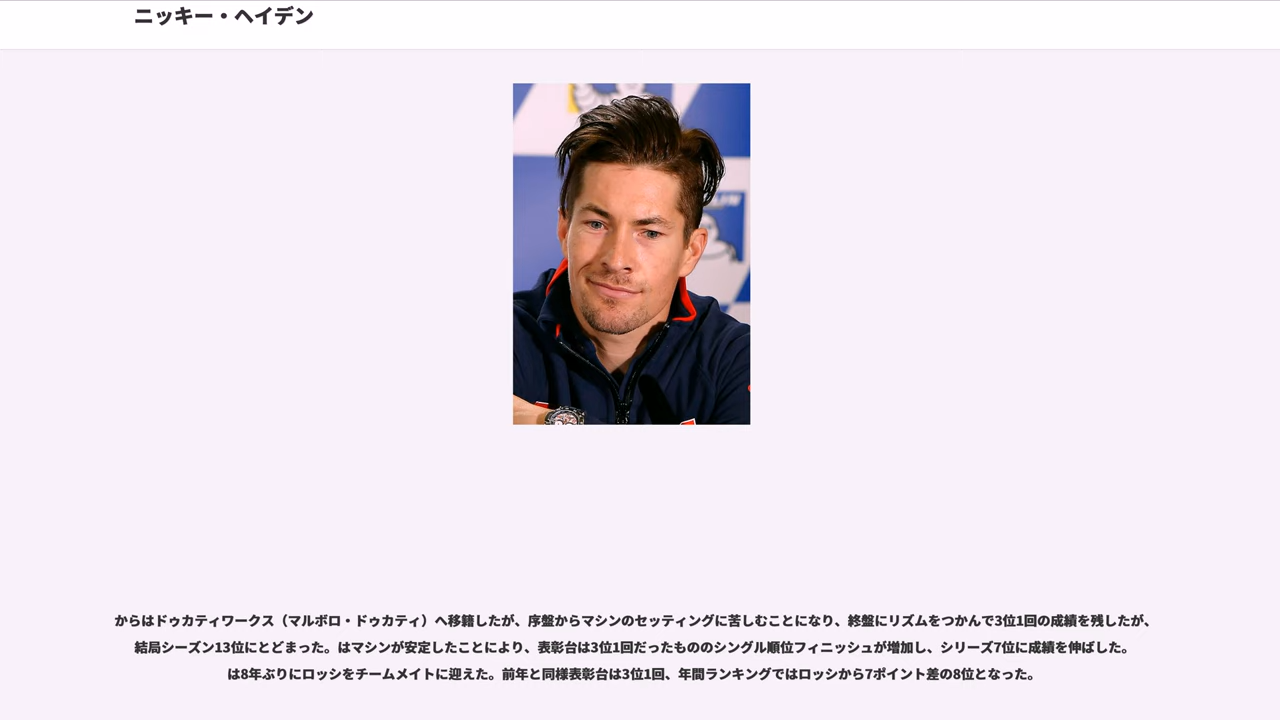 ニッキー・ヘイデン
からはドゥカティワークス（マルボロ・ドゥカティ）へ移籍したが、序盤からマシンのセッティングに苦しむことになり、終盤にリズムをつかんで3位1回の成績を残したが、
結局シーズン13位にとどまった。はマシンが安定したことにより、表彰台は3位1回だったもののシングル順位フィニッシュが増加し、シリーズ7位に成績を伸ばした。
は8年ぶりにロッシをチームメイトに迎えた。前年と同様表彰台は3位1回、年間ランキングではロッシから7ポイント差の8位となった。